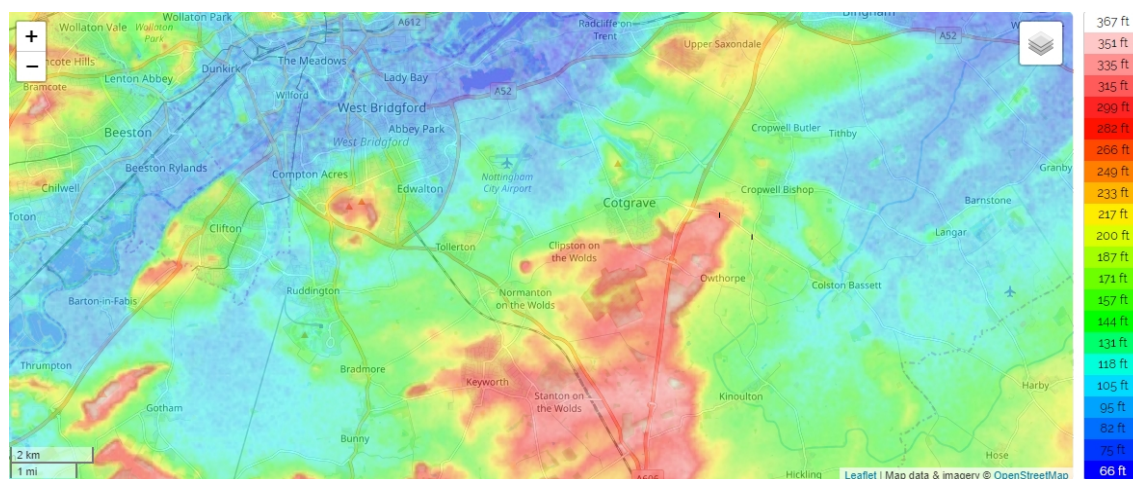 Wollaton Park
Wollaton Vale
Wollaton
Park
A612
Radcliffe on
Trent
Bingham
367 ft
+
−
mcote Hills
Lenton Abbey
Dunkirk
The Meadows
Lady Bay
Upper Saxondale
A52
351 ft
335 ft
Bramcote
Wilford
A52
315 ft
West Bridgford
299 ft
Beeston
Abbey Park
West Bridgford
Cropwell Butler
Tithby
282 ft
Beeston Rylands
Compton Acres
Nottingham
City Airport
Granby
266 ft
Chilwell
Edwalton
Cropwell Bishop
249 ft
Toton
Cotgrave
Barnstone
233 ft
Clifton
Langar
217 ft
Tollerton
Clipston on
the Wolds
200 ft
Owthorpe
Colston Bassett
187 ft
Barton-in-Fabis
Ruddington
Normanton
on the Wolds
171 ft
157 ft
144 ft
131 ft
Thrumpton
Bradmore
118 ft
Keyworth
Harby
105 ft
Gotham
Stanton on
the Wolds
Kinoulton
95 ft
Bunny
82 ft
2 km
Hose
75 ft
1 mi
A606
Hickling
Leaflet | Map data & imagery © OpenStreetMap
66 ft